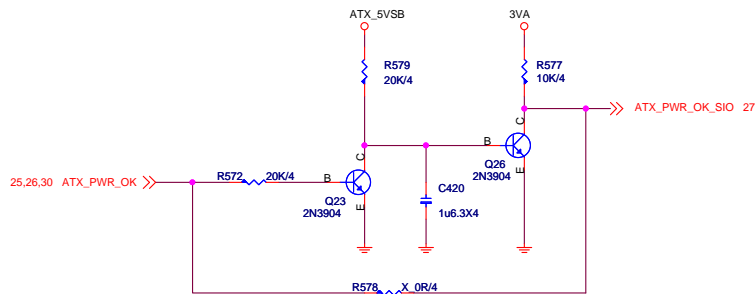 ATX_5VSB
3VA
R579
20K/4
R577
10K/4
ATX_PWR_OK_SIO 27
C
B
Q26
2N3904
E
25,26,30 ATX_PWR_OK
R572
20K/4
B
C
Q23
2N3904
E
C420
1u6.3X4
R578
X_0R/4